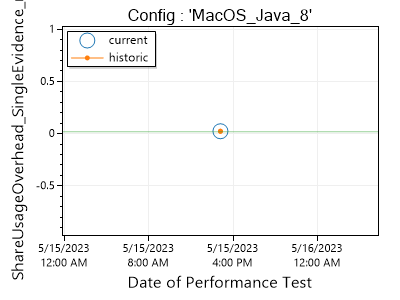 Config : 'MacOS_Java_8'
ShareUsageOverhead_SingleEvidence_
current
historic
1
0.5
0
-0.5
5/15/2023 5/15/2023 5/15/2023 5/16/2023
12:00 AM 8:00 AM 4:00 PM 12:00 AM
Date of Performance Test